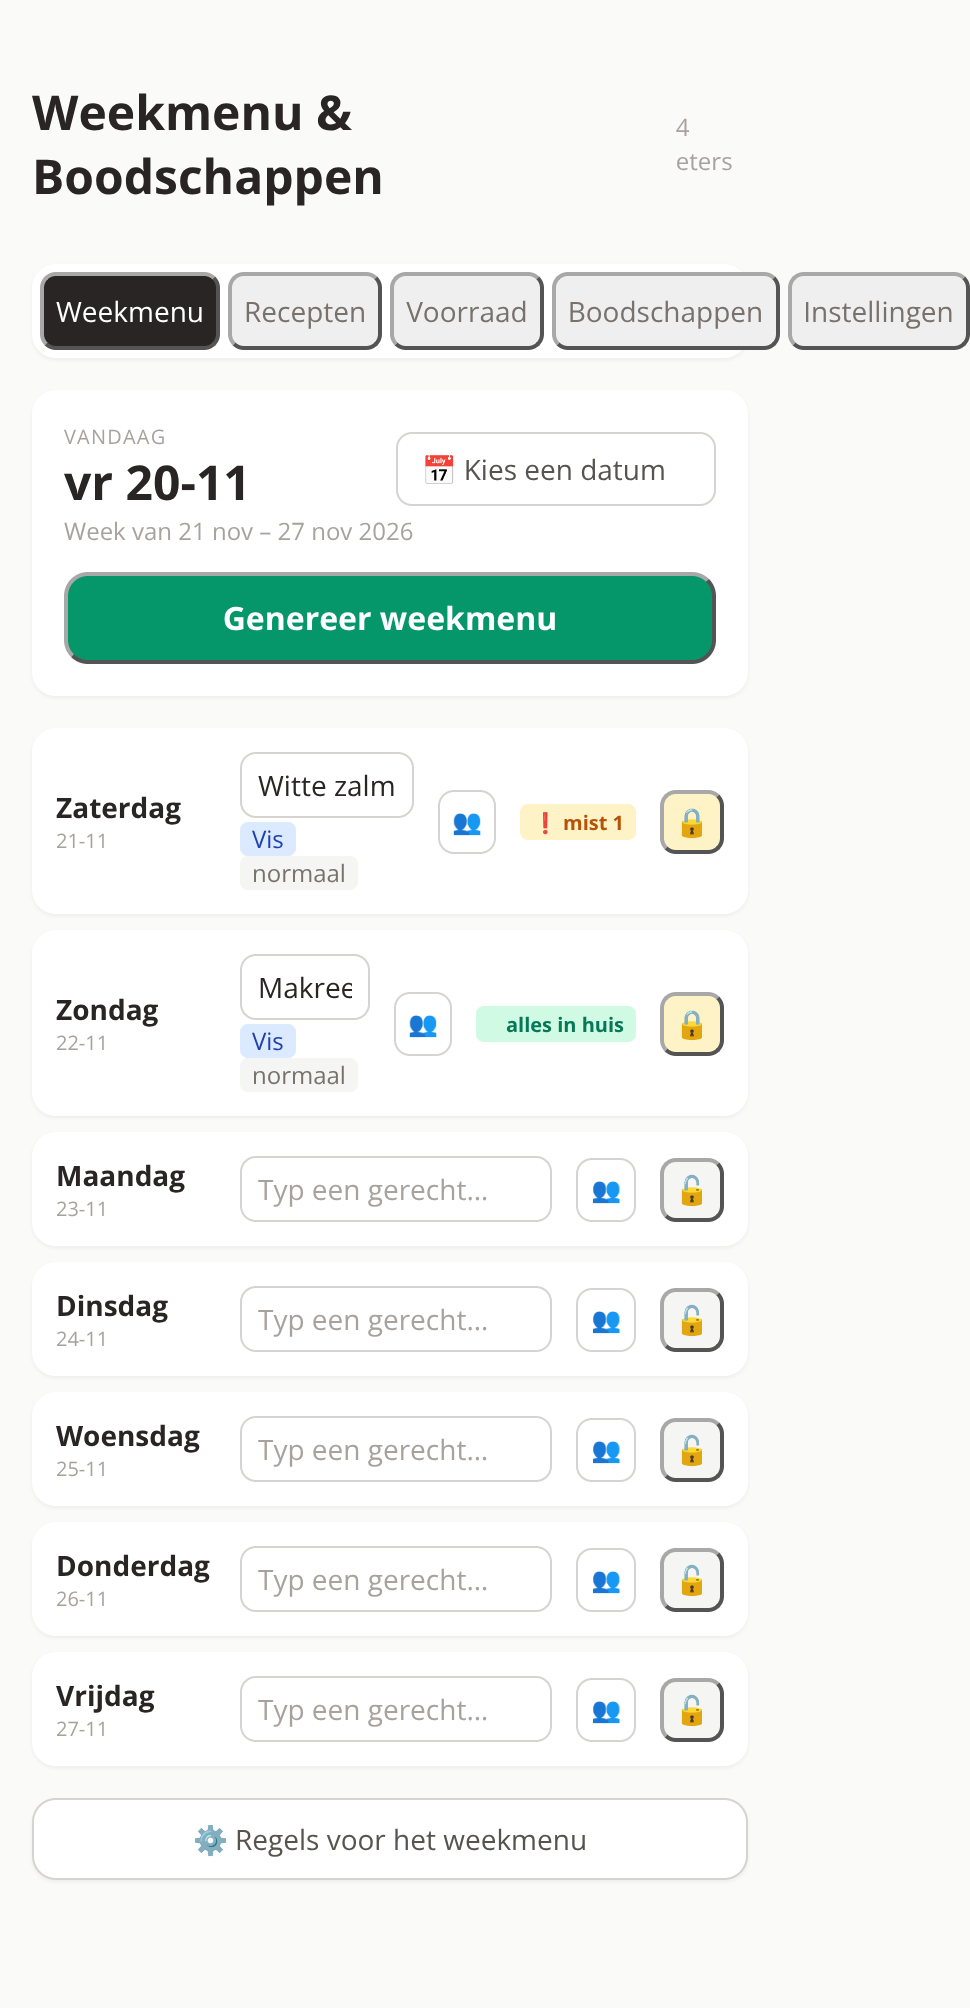 Weekmenu &
Boodschappen
4
eters
Weekmenu Recepten Voorraad Boodschappen Instellingen
VANDAAG
vr 20-11
📅 Kies een datum
Week van 21 nov – 27 nov 2026
Genereer weekmenu
Zaterdag
21-11
Witte zalm
Vis
normaal
❗ mist 1
Zondag
22-11
Makree
Vis
normaal
alles in huis
Maandag
23-11
Typ een gerecht...
Dinsdag
24-11
Typ een gerecht...
Woensdag
25-11
Typ een gerecht...
Donderdag
26-11
Typ een gerecht...
Vrijdag
27-11
Typ een gerecht...
⚙️ Regels voor het weekmenu